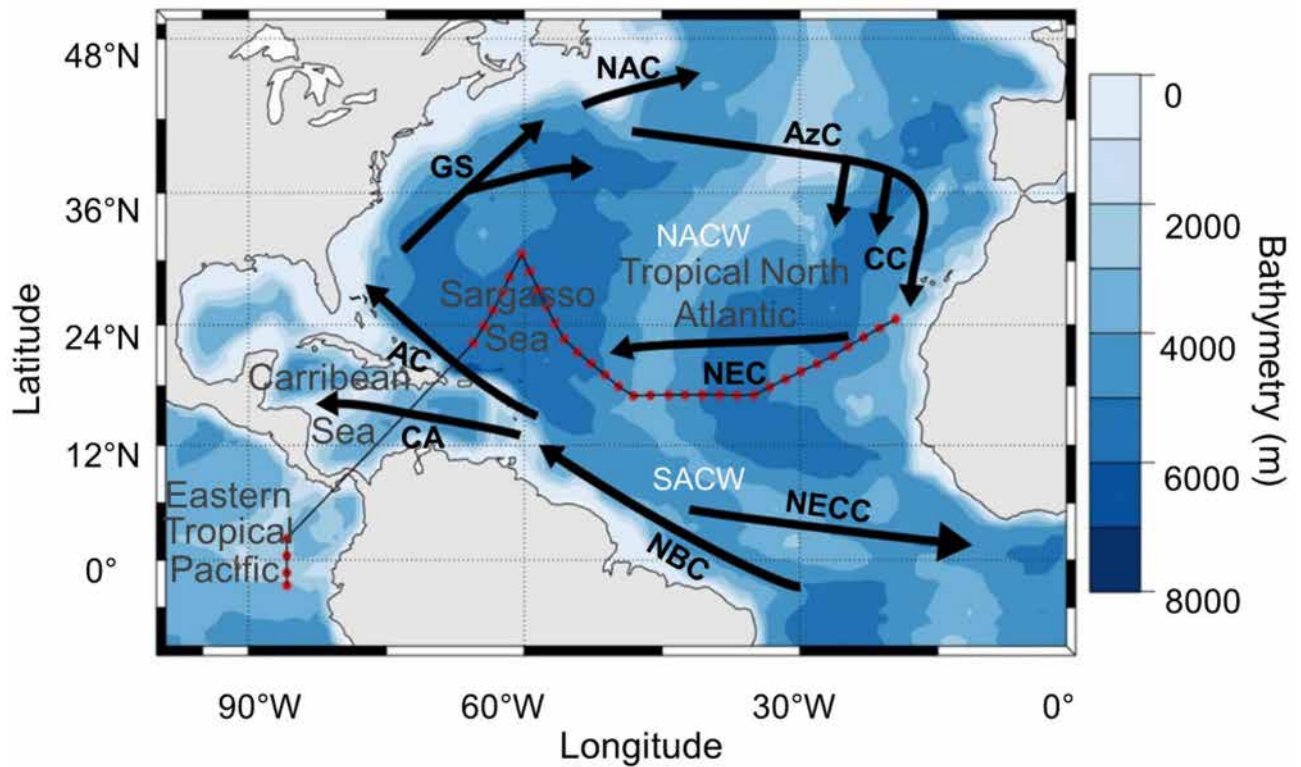 48°N
36°N
24°N
12°N
0°
Latitude
NAC
AzC
GS
NACW
CC
Tropical North
Atlantic
Sargasso
Sea
AC
NEC
Carribean
Sea
CA
SACW
NECC
NBC
Eastern
Tropical
Pacific
90°W
60°W
30°W
0°
Longitude
0
2000
4000
6000
8000
Bathymetry (m)